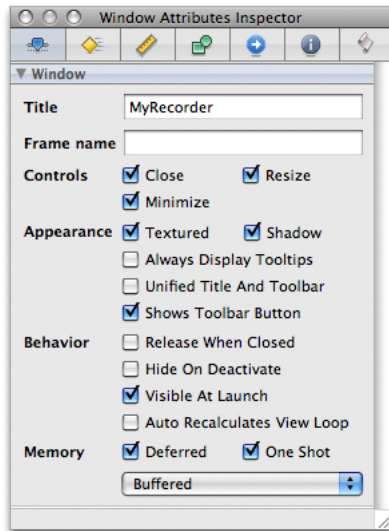 Window Attributes Inspector
Window
Title MyRecorder
Frame name
Controls Close Resize
Minimize
Appearance Textured Shadow
Always Display Tooltips
Unified Title And Toolbar
Shows Toolbar Button
Behavior Release When Closed
Hide On Deactivate
Visible At Launch
Auto Recalculates View Loop
Memory Deferred One Shot
Buffered